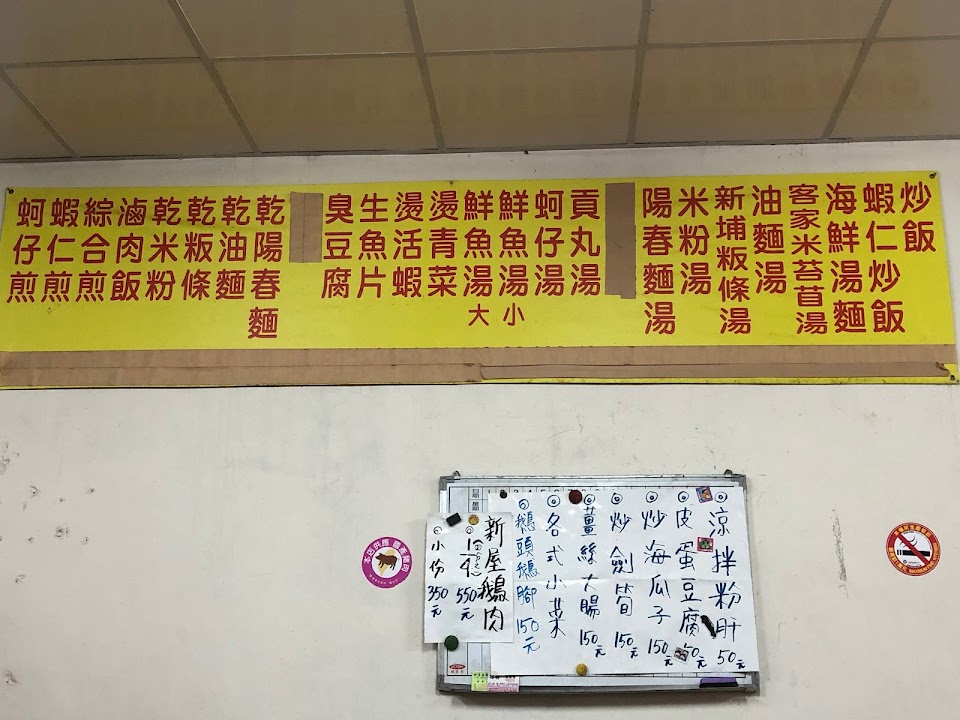 炒飯
蝦仁炒飯
海鮮湯麵
客家米苔苜湯
油麵湯
新埔粄條湯
米粉湯
陽春麵湯
貢丸湯
蚵仔湯
鮮魚湯小
鮮魚湯大
燙青菜
燙活蝦
生魚片
臭豆腐
乾陽春麵
乾油麵
乾粄條
乾米粉
滷肉飯
綜合煎
蝦仁煎
蚵仔煎
涼拌粉肝 50元
皮蛋豆腐 50元
炒海瓜子 150元
炒劍筍 150元
薑絲大腸 150元
各式小菜
鵝頭鵝腳 150元
新屋鵝肉
550元
小份 350元
本店供應